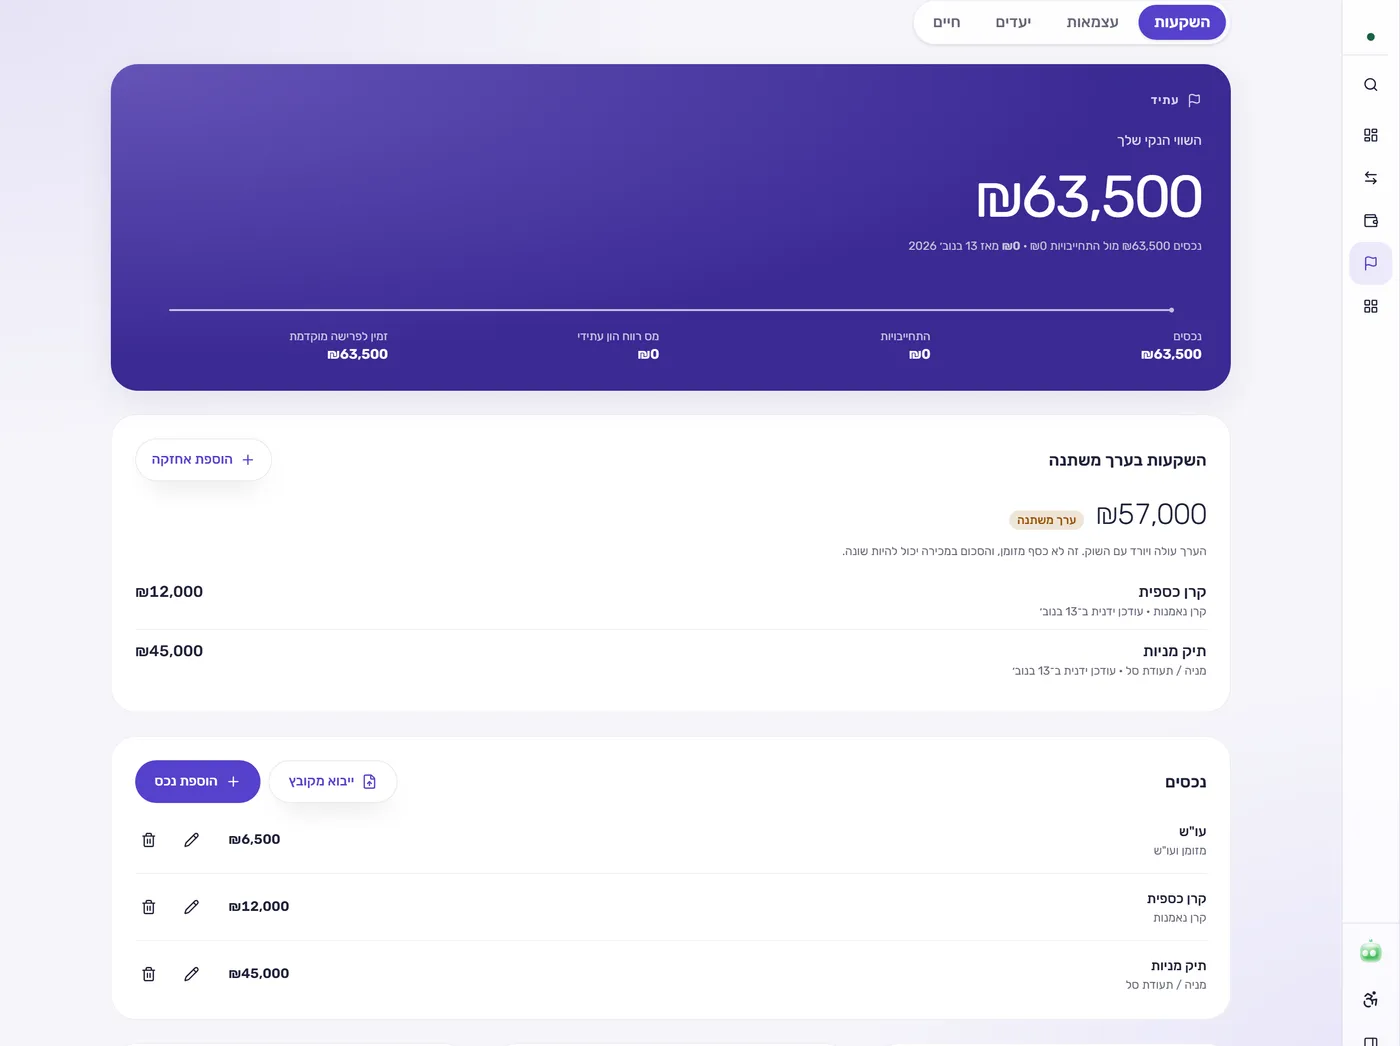 השקעות
עצמאות
יעדים
חיים
עתיד
השווי הנקי שלך
₪63,500
נכסים ₪63,500 מול התחייבויות ₪0 · ₪0 מאז 13 בנוב׳ 2026
נכסים
₪63,500
התחייבויות
₪0
מס רווח הון עתידי
₪0
זמין לפרישה מוקדמת
₪63,500
השקעות בערך משתנה
הוספת אחזקה
₪57,000
ערך משתנה
הערך עולה ויורד עם השוק. זה לא כסף מזומן, והסכום במכירה יכול להיות שונה.
קרן כספית
₪12,000
קרן נאמנות · עודכן ידנית ב־13 בנוב׳
תיק מניות
₪45,000
מניה / תעודת סל · עודכן ידנית ב־13 בנוב׳
נכסים
ייבוא מקובץ
הוספת נכס
עו"ש
מזומן ועו"ש
₪6,500
קרן כספית
קרן נאמנות
₪12,000
תיק מניות
מניה / תעודת סל
₪45,000